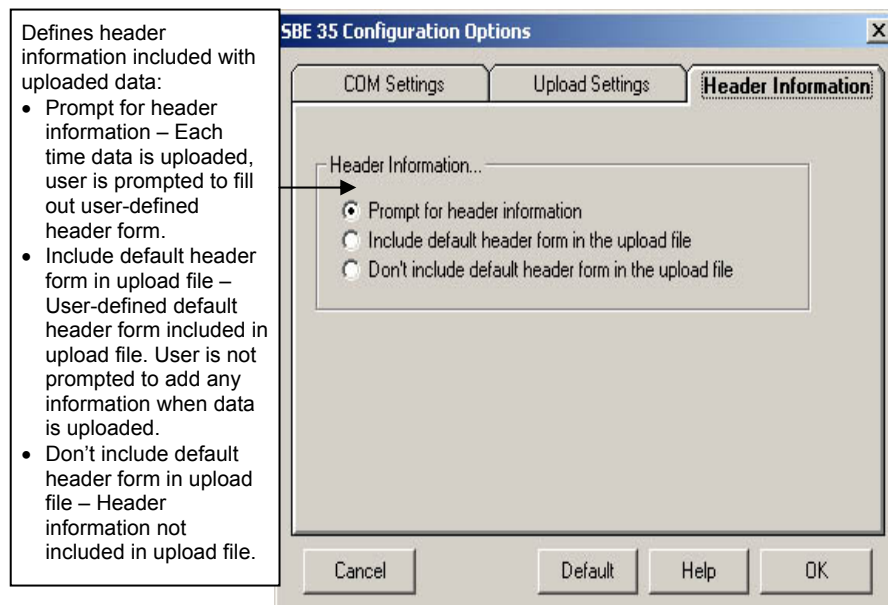 Defines header
information included with
uploaded data:
• Prompt for header
information – Each
time data is uploaded,
user is prompted to fill
out user-defined
header form.
• Include default header
form in upload file –
User-defined default
header form included in
upload file. User is not
prompted to add any
information when data
is uploaded.
• Don’t include default
header form in upload
file – Header
information not
included in upload file.
SBE 35 Configuration Options
COM Settings
Upload Settings
Header Information
Header Information...
Prompt for header information
Include default header form in the upload file
Don't include default header form in the upload file
Cancel
Default
Help
OK